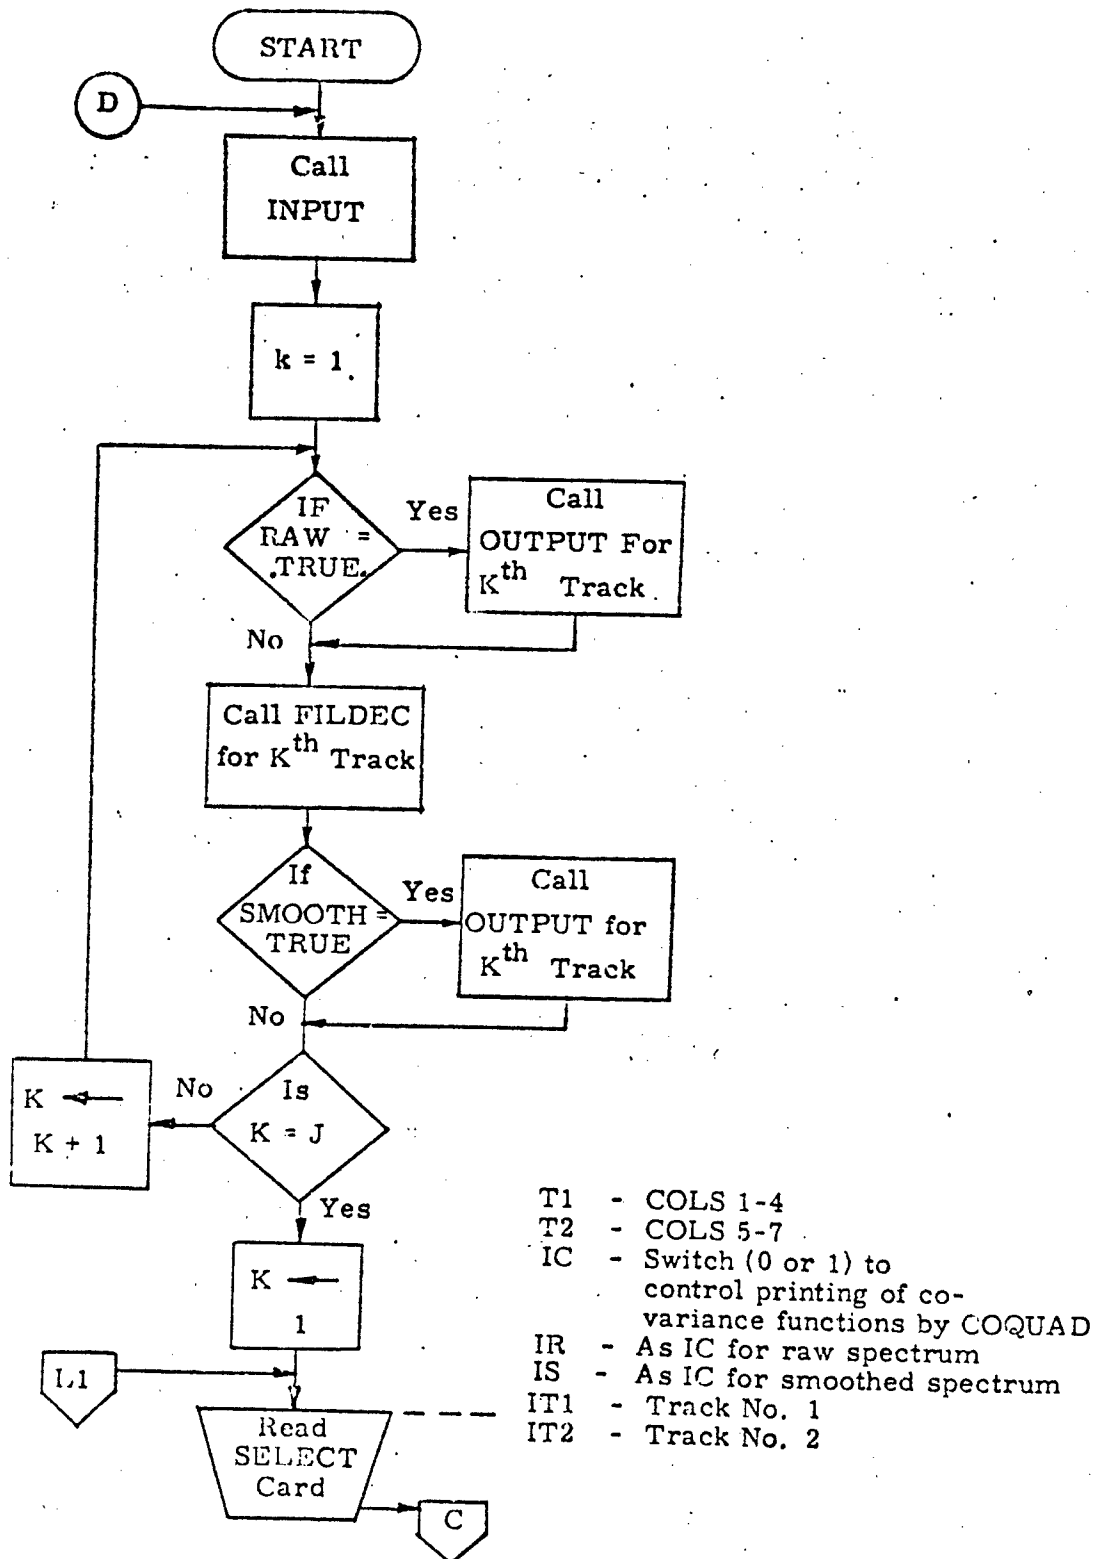 START
D
Call
INPUT
k = 1
IF
RAW =
.TRUE.
Yes
Call
OUTPUT For
K th Track
No
Call FILDEC
for K th Track
If
SMOOTH =
TRUE
Yes
Call
OUTPUT for
K th Track
No
Is
K = J
No
K ←
K + 1
Yes
K ←
1
L1
Read
SELECT
Card
C
T1 - COLS 1-4
T2 - COLS 5-7
IC - Switch (0 or 1) to
control printing of co-
variance functions by COQUAD
IR - As IC for raw spectrum
IS - As IC for smoothed spectrum
IT1 - Track No. 1
IT2 - Track No. 2